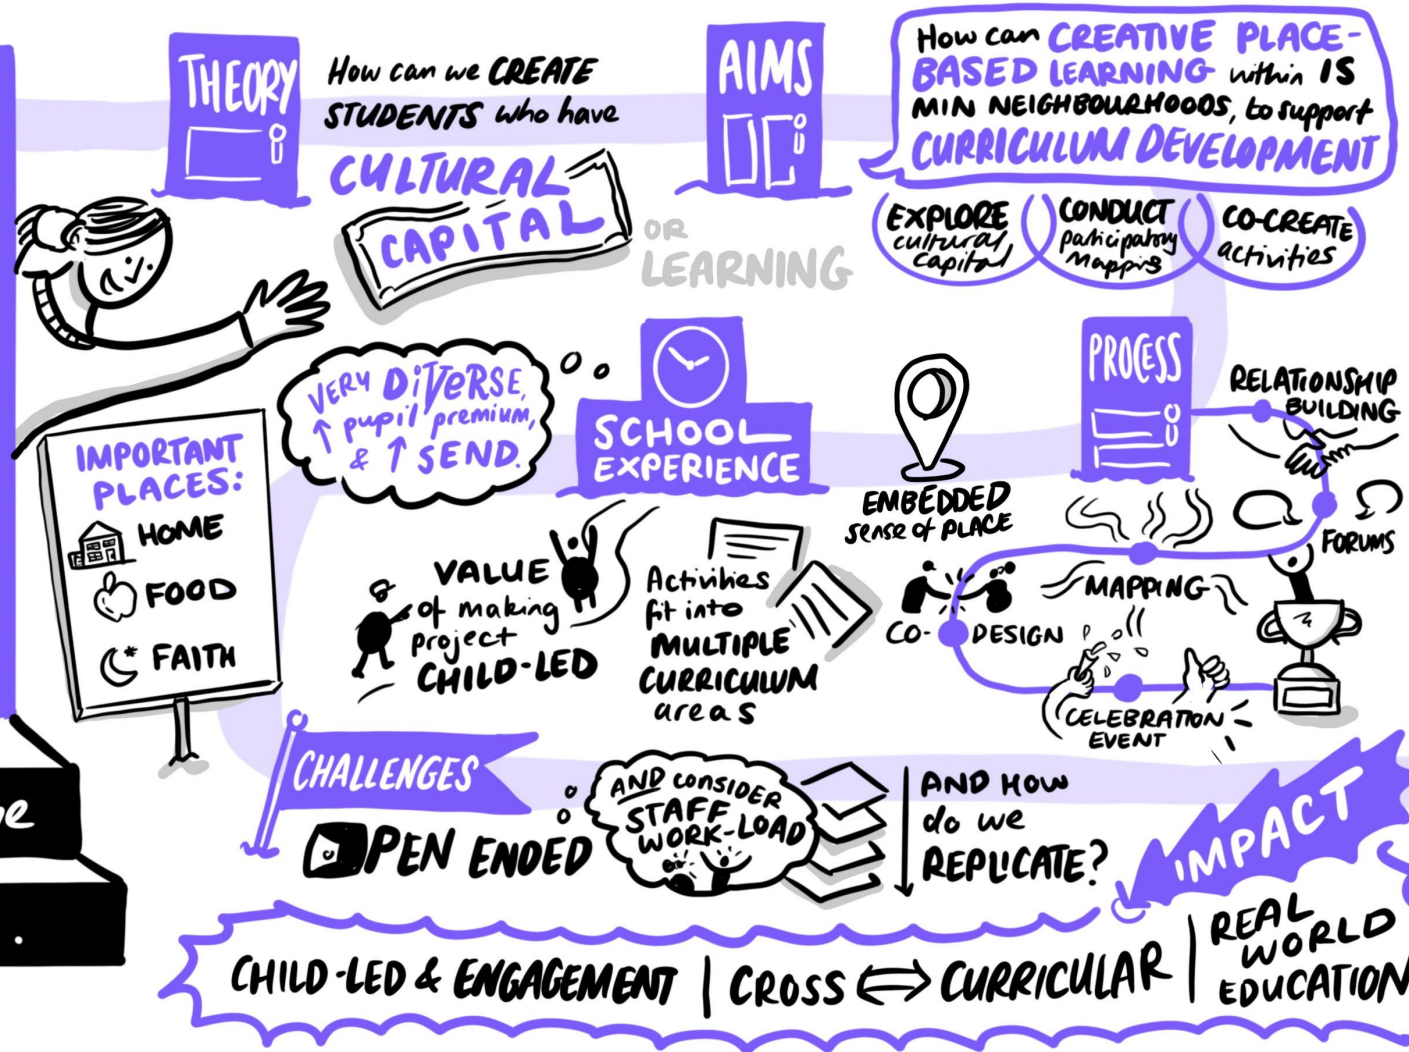 THEORY
How can we CREATE
STUDENTS who have
CULTURAL
CAPITAL
OR
LEARNING
AIMS
How can CREATIVE PLACE-
BASED LEARNING within 15
MIN NEIGHBOURHOODS, to support
CURRICULUM DEVELOPMENT
EXPLORE
cultural
capital
CONDUCT
participatory
mapping
CO-CREATE
activities
IMPORTANT
PLACES:
HOME
FOOD
FAITH
VERY DIVERSE,
↑ pupil premium,
& ↑ SEND.
SCHOOL
EXPERIENCE
VALUE
of making
project
CHILD-LED
Activities
fit into
MULTIPLE
CURRICULUM
areas
EMBEDDED
sense of PLACE
PROCESS
RELATIONSHIP
BUILDING
FORUMS
MAPPING
CO-DESIGN
CELEBRATION
EVENT
CHALLENGES
OPEN ENDED
AND CONSIDER
STAFF
WORK-LOAD
AND HOW
do we
REPLICATE?
IMPACT
CHILD-LED & ENGAGEMENT | CROSS ⟺ CURRICULAR
REAL
WORLD
EDUCATION